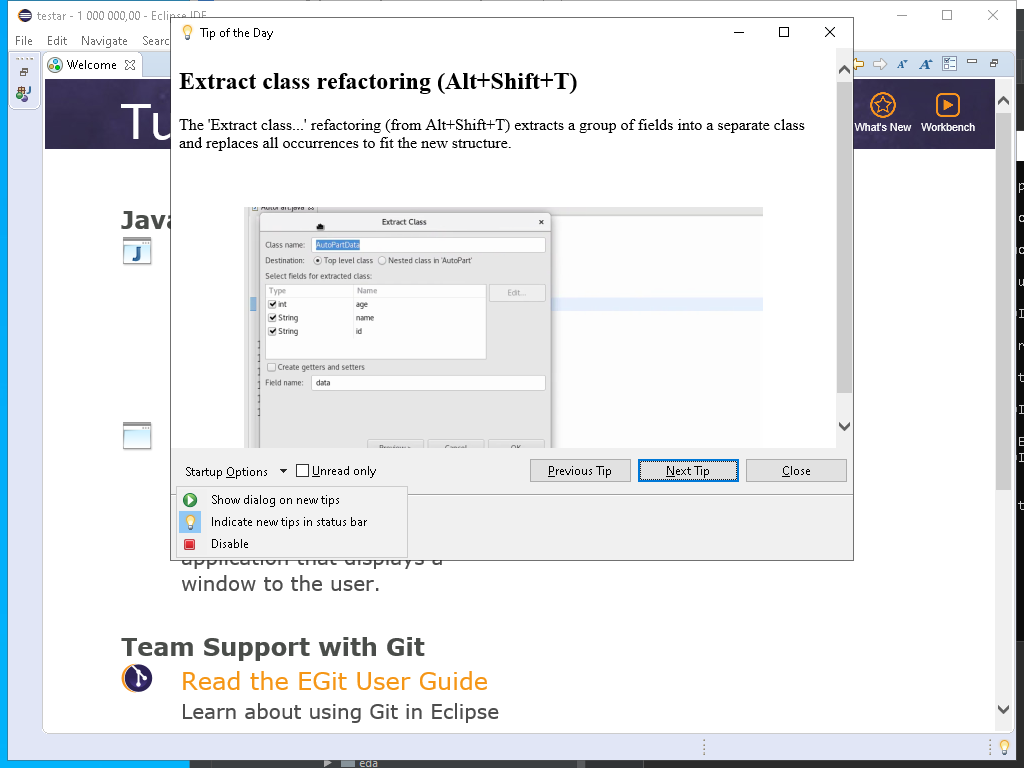 testar - 1 000 000,00 - Eclipse IDE
File Edit Navigate Searc
Welcome
Tu
What's New Workbench
Java
application that displays a
window to the user.
Team Support with Git
Read the EGit User Guide
Learn about using Git in Eclipse
Tip of the Day
Extract class refactoring (Alt+Shift+T)
The 'Extract class...' refactoring (from Alt+Shift+T) extracts a group of fields into a separate class
and replaces all occurrences to fit the new structure.
AutoPart.java
Extract Class
Class name: AutoPartData
Destination: Top level class Nested class in 'AutoPart'
Select fields for extracted class:
Type Name
Edit...
int age
String name
String id
Create getters and setters
Field name: data
Preview > Cancel OK
Startup Options Unread only Previous Tip Next Tip Close
Show dialog on new tips
Indicate new tips in status bar
Disable
eda